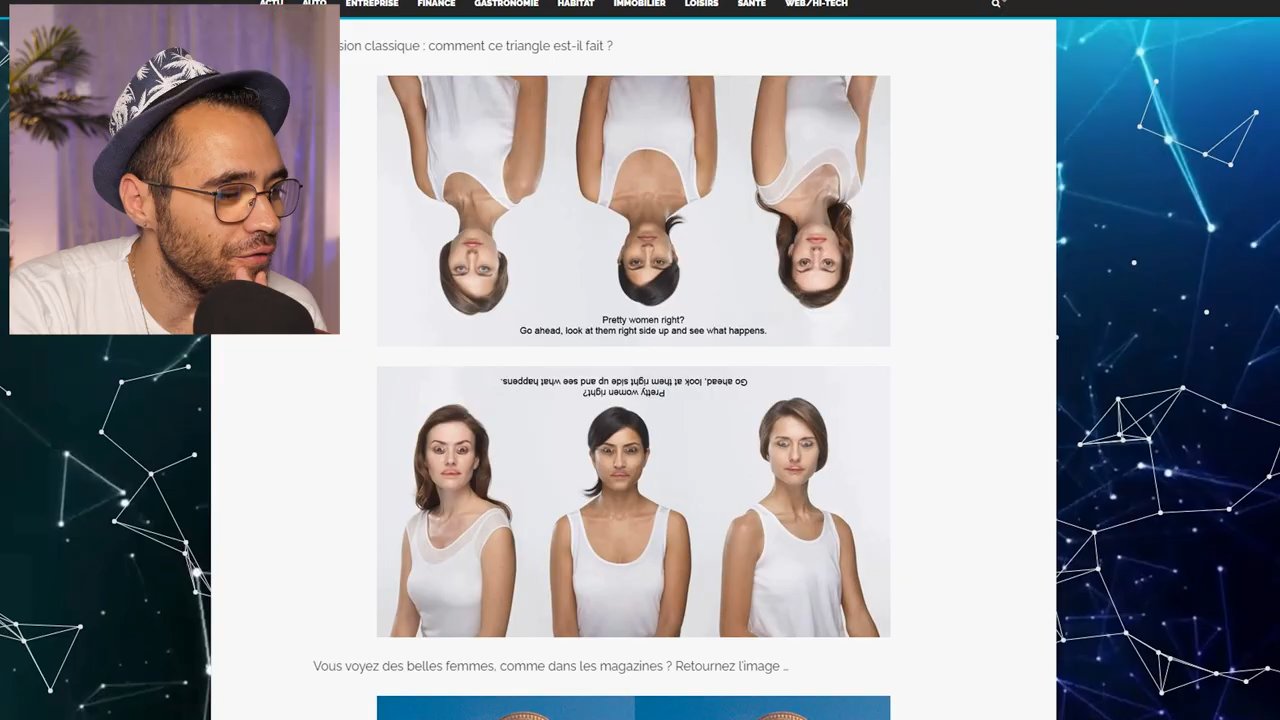 ACTU AUTO ENTREPRISE FINANCE GASTRONOMIE HABITAT IMMOBILIER LOISIRS SANTÉ WEB/HI-TECH
sion classique : comment ce triangle est-il fait ?
Pretty women right?
Go ahead, look at them right side up and see what happens.
Go ahead, look at them right side up and see what happens.
Pretty women right?
Vous voyez des belles femmes, comme dans les magazines ? Retournez l'image ...